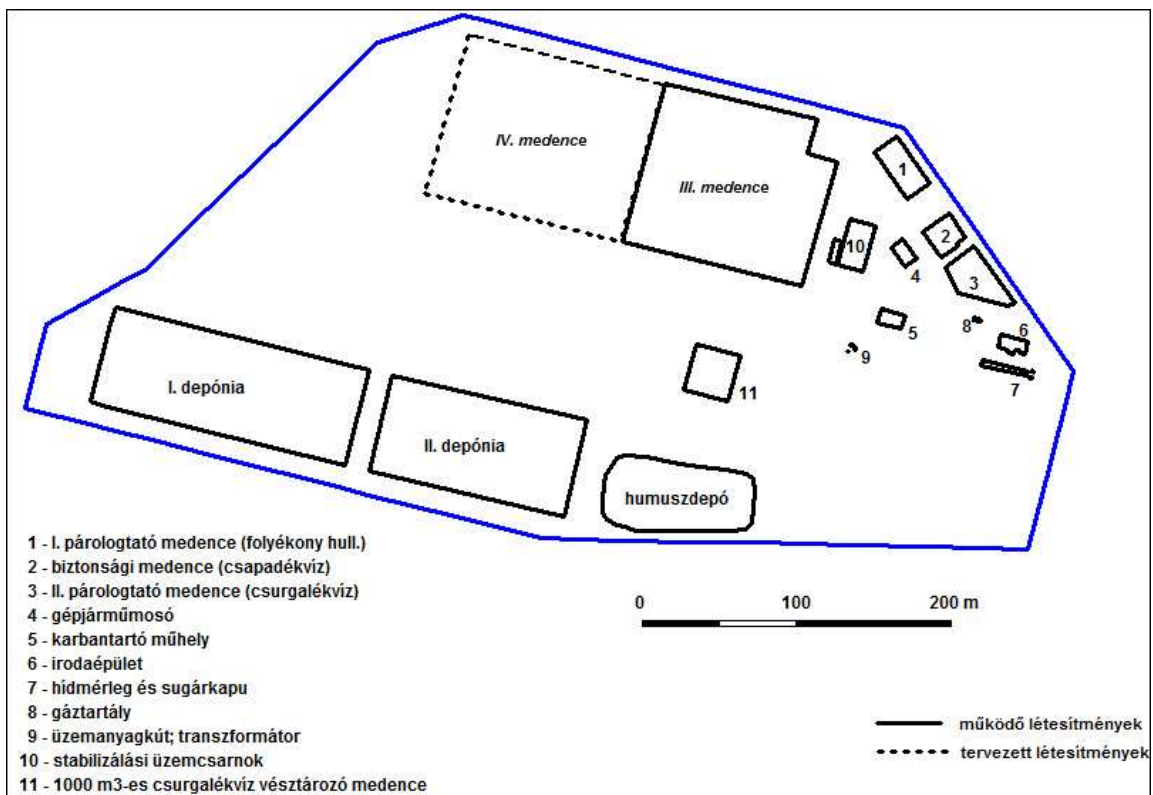 IV. medence
III. medence
1
2
10
4
3
8
6
5
9
7
I. depónia
11
II. depónia
humuszdepó
1 - I. párologtató medence (folyékony hull.)
2 - biztonsági medence (csapadékvíz)
3 - II. párologtató medence (csurgalékvíz)
4 - gépjárműmosó
5 - karbantartó műhely
6 - irodaépület
7 - hídmérleg és sugárkapu
8 - gáztartály
9 - üzemanyagkút; transzformátor
10 - stabilizálási üzemcsarnok
11 - 1000 m3-es csurgalékvíz vésztározó medence
0 100 200 m
működő létesítmények
tervezett létesítmények